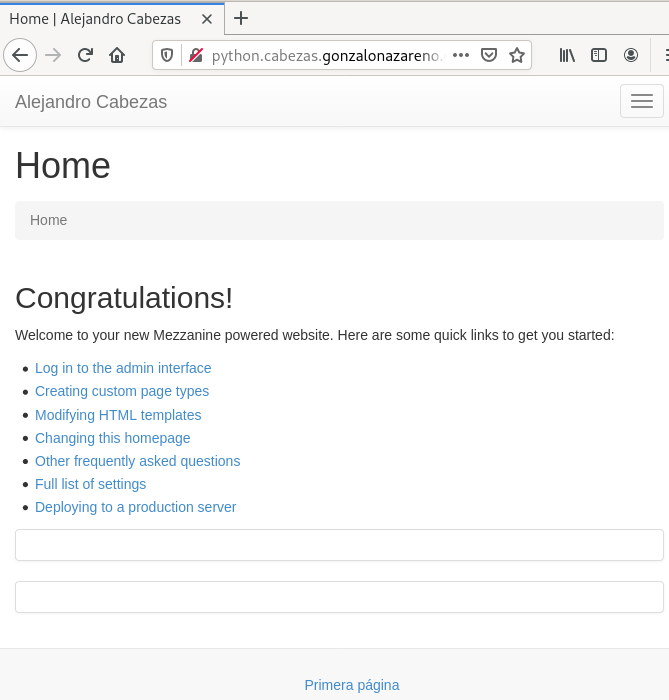 Home | Alejandro Cabezas
python.cabezas.gonzalonazareno.
Alejandro Cabezas
Home
Home
Congratulations!
Welcome to your new Mezzanine powered website. Here are some quick links to get you started:
Log in to the admin interface
Creating custom page types
Modifying HTML templates
Changing this homepage
Other frequently asked questions
Full list of settings
Deploying to a production server
Primera página